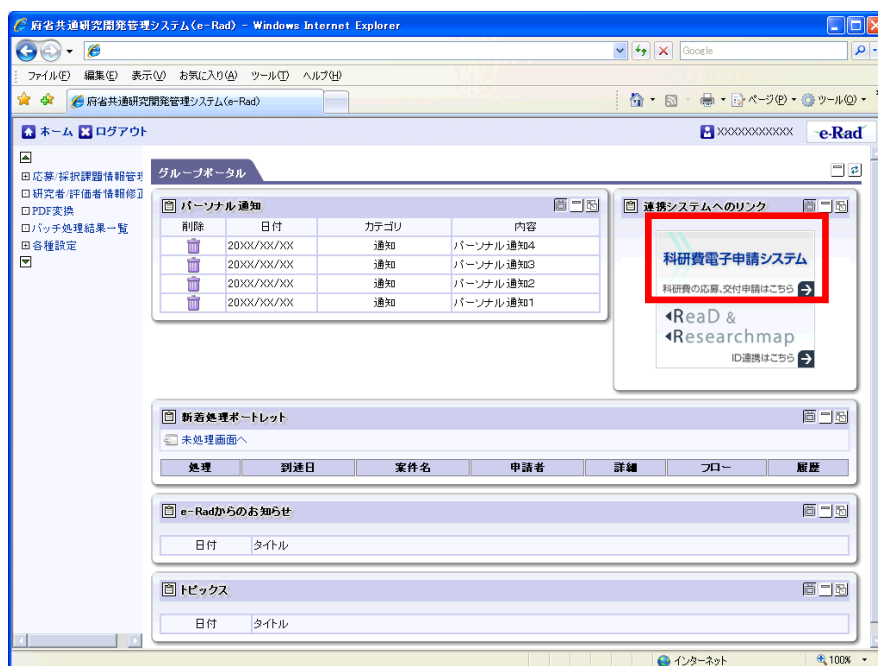 府省共通研究開発管理システム(e-Rad) - Windows Internet Explorer
Google
ファイル(F) 編集(E) 表示(V) お気に入り(A) ツール(T) ヘルプ(H)
府省共通研究開発管理システム(e-Rad)
ページ(P) ツール(O)
ホーム ログアウト
XXXXXXXXXXX
e-Rad
応募/採択課題情報管理
研究者/評価者情報修正
PDF変換
バッチ処理結果一覧
各種設定
グループポータル
パーソナル通知
削除 日付 カテゴリ 内容
20XX/XX/XX 通知 パーソナル通知4
20XX/XX/XX 通知 パーソナル通知3
20XX/XX/XX 通知 パーソナル通知2
20XX/XX/XX 通知 パーソナル通知1
連携システムへのリンク
科研費電子申請システム
科研費の応募、交付申請はこちら
ReaD &
Researchmap
ID連携はこちら
新着処理ポートレット
未処理画面へ
処理 到達日 案件名 申請者 詳細 フロー 履歴
e-Radからのお知らせ
日付 タイトル
トピックス
日付 タイトル
インターネット
100%